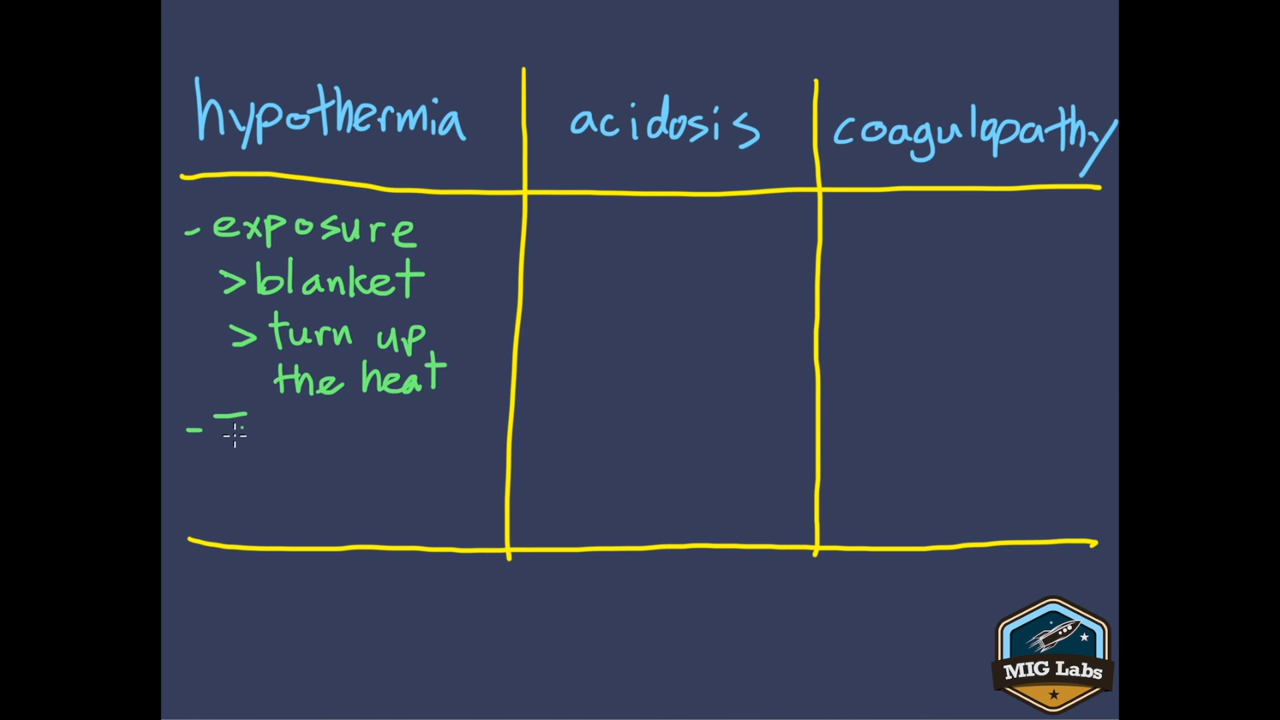 hypothermia
acidosis
coagulopathy
- exposure
> blanket
> turn up
the heat
-
MIG Labs